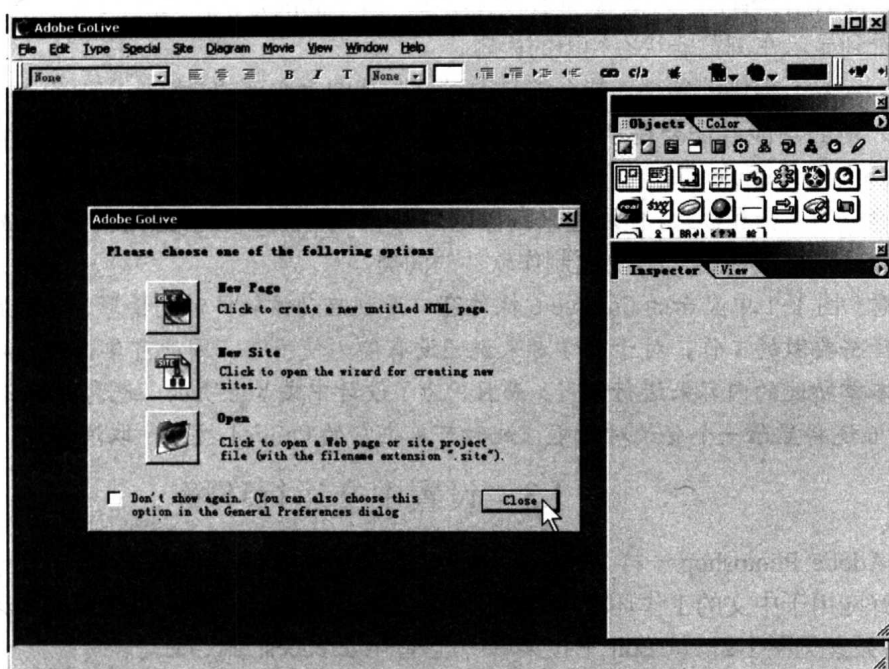 Adobe GoLive
File Edit Type Special Site Diagram Movie View Window Help
None B I T None
Objects Color
Inspector View
Adobe GoLive
Please choose one of the following options
New Page
Click to create a new untitled HTML page.
New Site
Click to open the wizard for creating new
sites.
Open
Click to open a Web page or site project
file (with the filename extension ".site").
Don't show again. (You can also choose this
option in the General Preferences dialog
Close